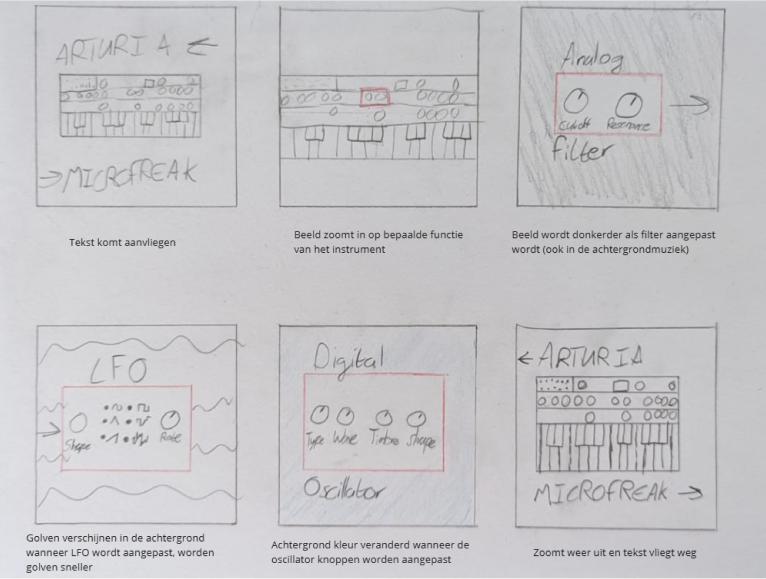 ARTURIA
MICROFREAK
Tekst komt aanvliegen
Beeld zoomt in op bepaalde functie
van het instrument
Analog
Cutoff Resonance
filter
Beeld wordt donkerder als filter aangepast
wordt (ook in de achtergrondmuziek)
LFO
Shape Rate
Golven verschijnen in de achtergrond
wanneer LFO wordt aangepast, worden
golven sneller
Digital
Type Wave Timbre Shape
Oscillator
Achtergrond kleur veranderd wanneer de
oscillator knoppen worden aangepast
ARTURIA
MICROFREAK
Zoomt weer uit en tekst vliegt weg